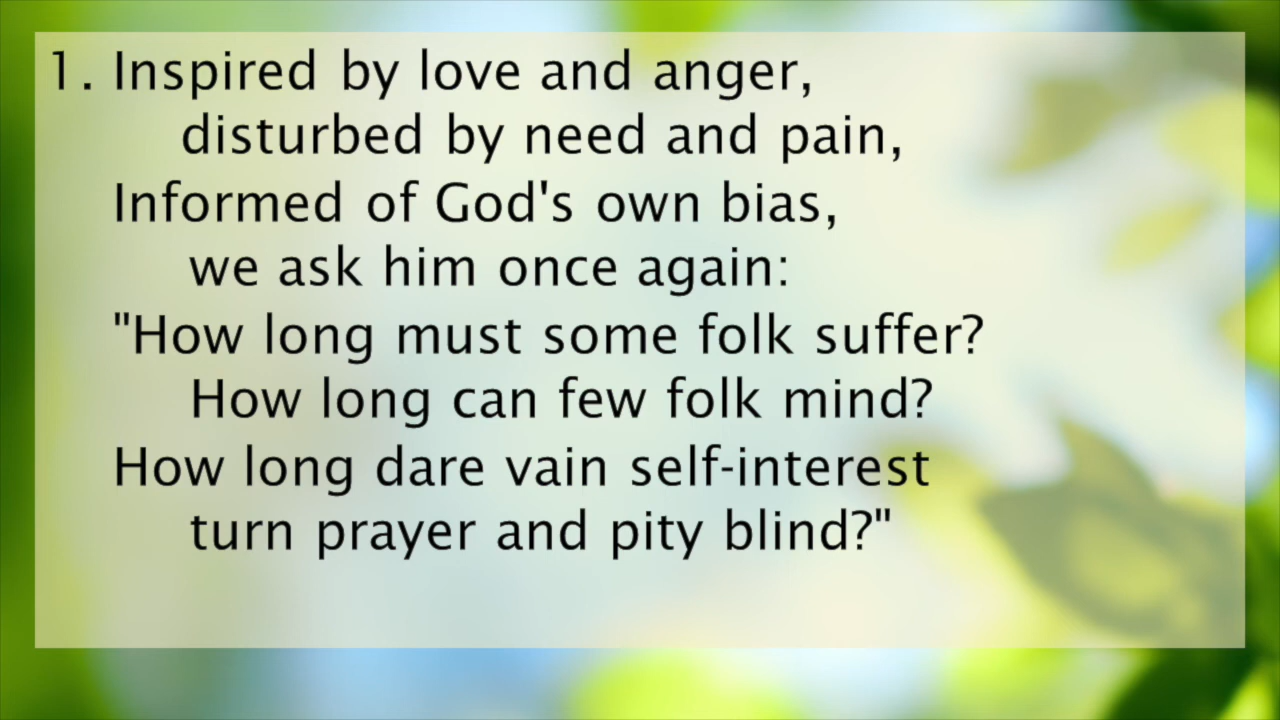 1. Inspired by love and anger,
disturbed by need and pain,
Informed of God's own bias,
we ask him once again:
"How long must some folk suffer?
How long can few folk mind?
How long dare vain self-interest
turn prayer and pity blind?"